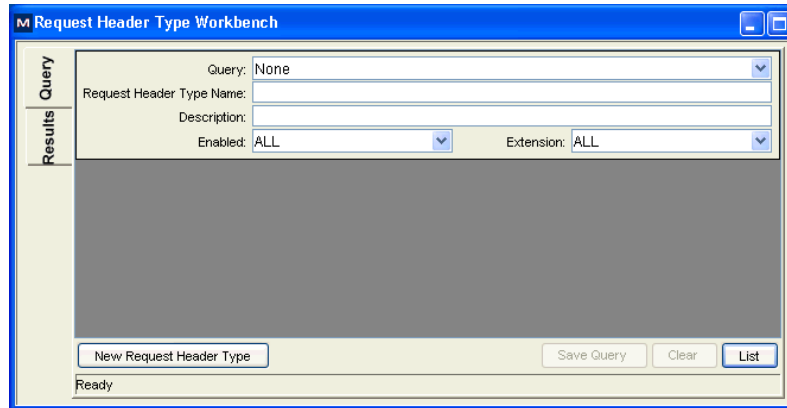 M Request Header Type Workbench
Query
Results
Query: None
Request Header Type Name:
Description:
Enabled: ALL Extension: ALL
New Request Header Type Save Query Clear List
Ready